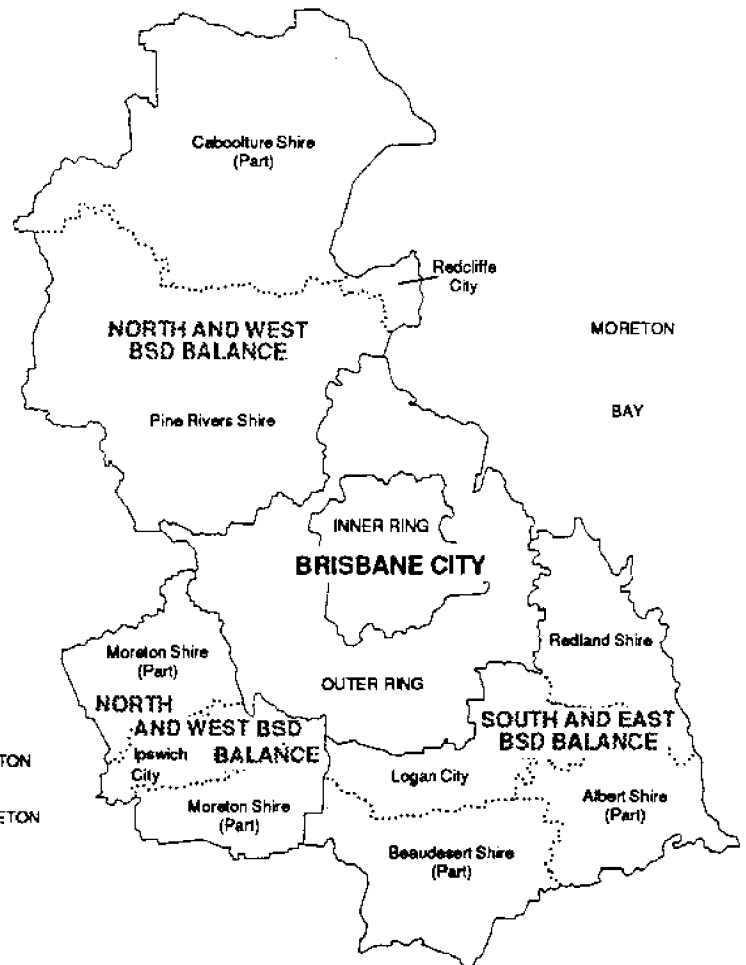 Caboolture Shire
(Part)
Redcliffe
City
NORTH AND WEST
BSD BALANCE
MORETON
BAY
Pine Rivers Shire
INNER RING
BRISBANE CITY
Redland Shire
Moreton Shire
(Part)
OUTER RING
NORTH
AND WEST BSD
BALANCE
SOUTH AND EAST
BSD BALANCE
Ipswich
City
TON
Logan City
Albert Shire
(Part)
Moreton Shire
(Part)
ETON
Beaudesert Shire
(Part)